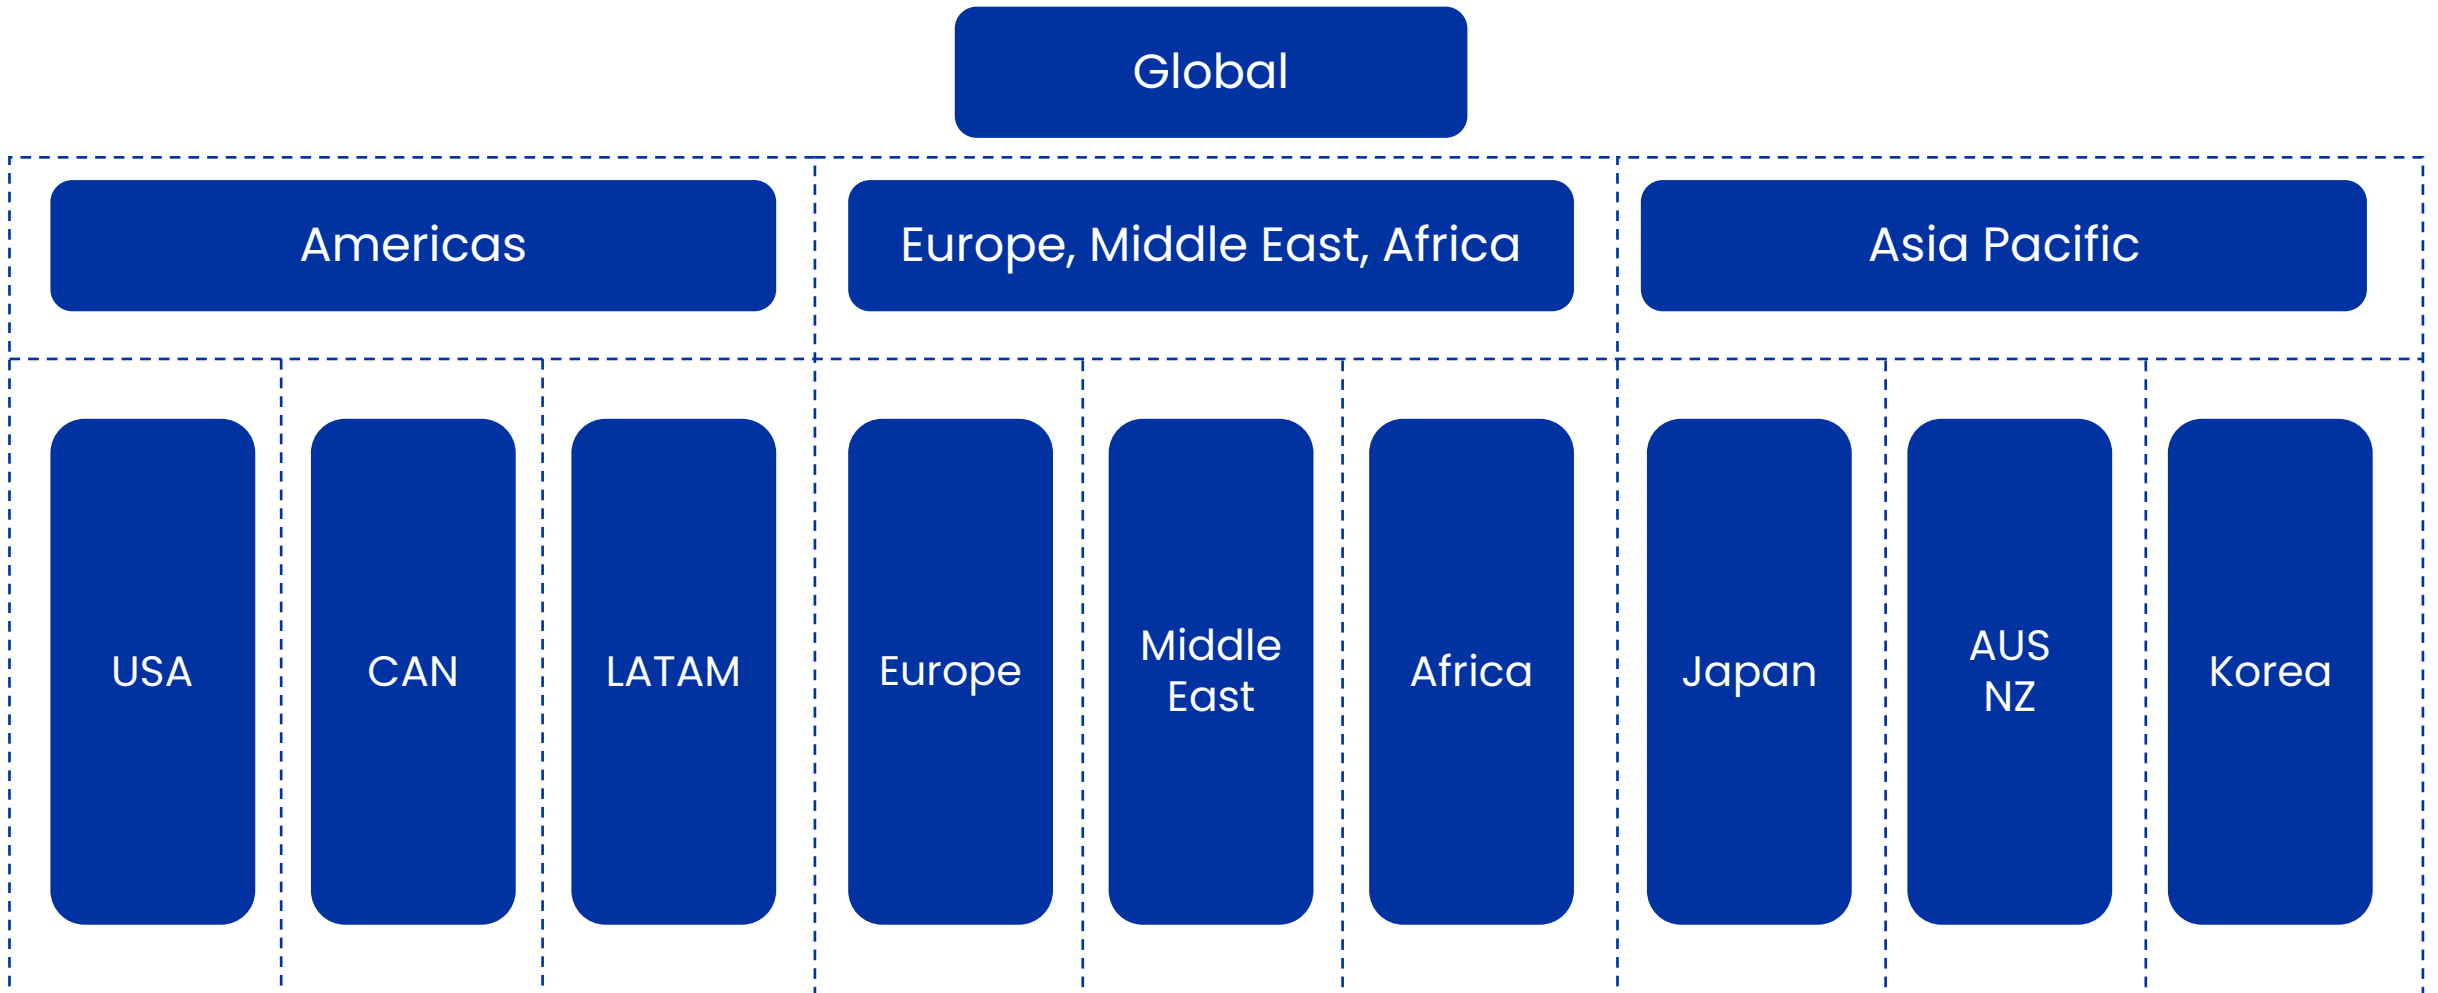 Global
Americas
Europe, Middle East, Africa
Asia Pacific
USA
CAN
LATAM
Europe
Middle
East
Africa
Japan
AUS
NZ
Korea